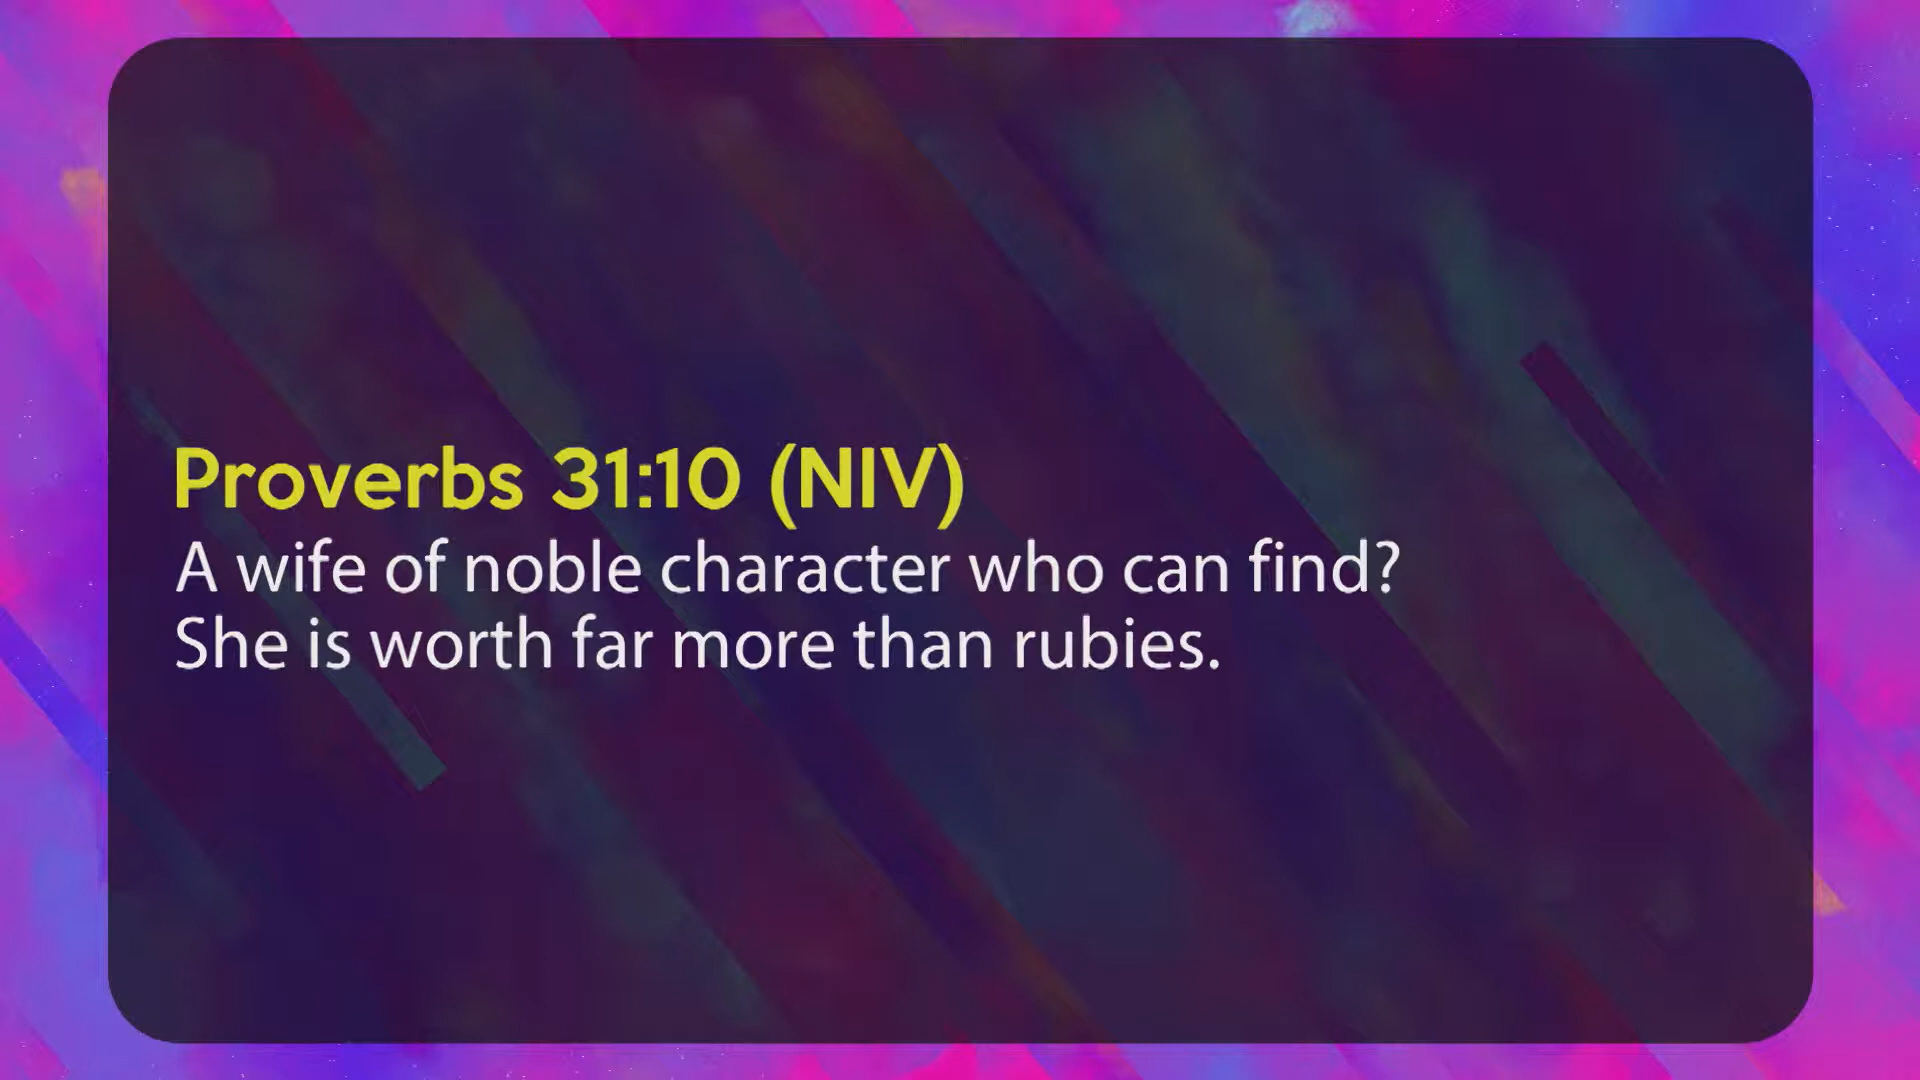 Proverbs 31:10 (NIV)
A wife of noble character who can find?
She is worth far more than rubies.